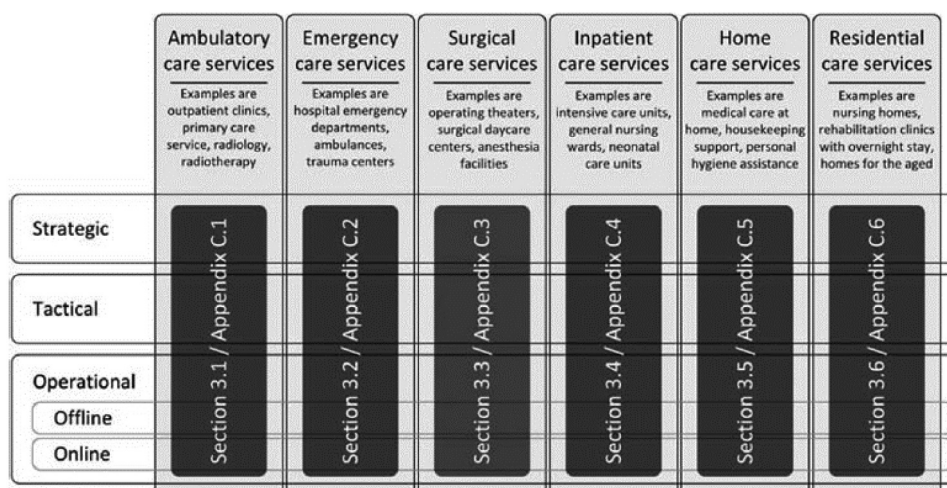 Ambulatory
care services
Examples are
outpatient clinics,
primary care
service, radiology,
radiotherapy
Emergency
care services
Examples are
hospital emergency
departments,
ambulances,
trauma centers
Surgical
care services
Examples are
operating theaters,
surgical daycare
centers, anesthesia
facilities
Inpatient
care services
Examples are
intensive care units,
general nursing
wards, neonatal
care units
Home
care services
Examples are
medical care at
home, housekeeping
support, personal
hygiene assistance
Residential
care services
Examples are
nursing homes,
rehabilitation clinics
with overnight stay,
homes for the aged
Strategic
Tactical
Operational
Offline
Online
Section 3.1 / Appendix C.1
Section 3.2 / Appendix C.2
Section 3.3 / Appendix C.3
Section 3.4 / Appendix C.4
Section 3.5 / Appendix C.5
Section 3.6 / Appendix C.6